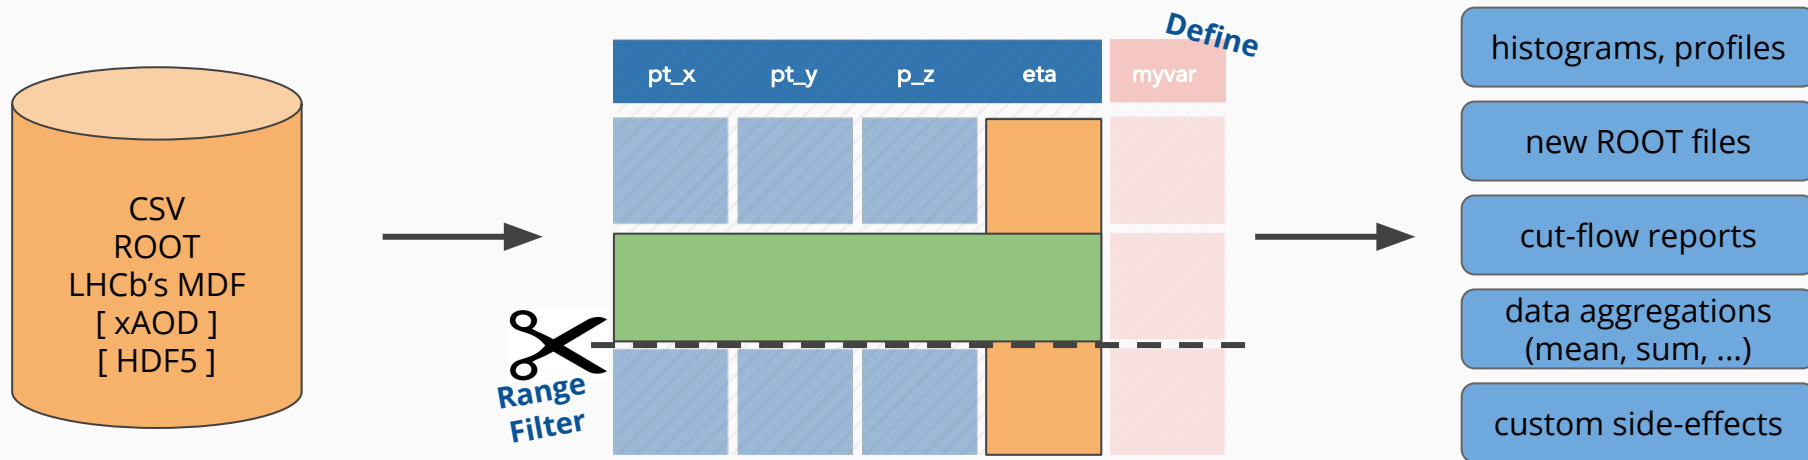 CSV
ROOT
LHCb’s MDF
[ xAOD ]
[ HDF5 ]
Range
Filter
pt_x pt_y p_z eta myvar
Define
histograms, profiles
new ROOT files
cut-flow reports
data aggregations
(mean, sum, ...)
custom side-effects